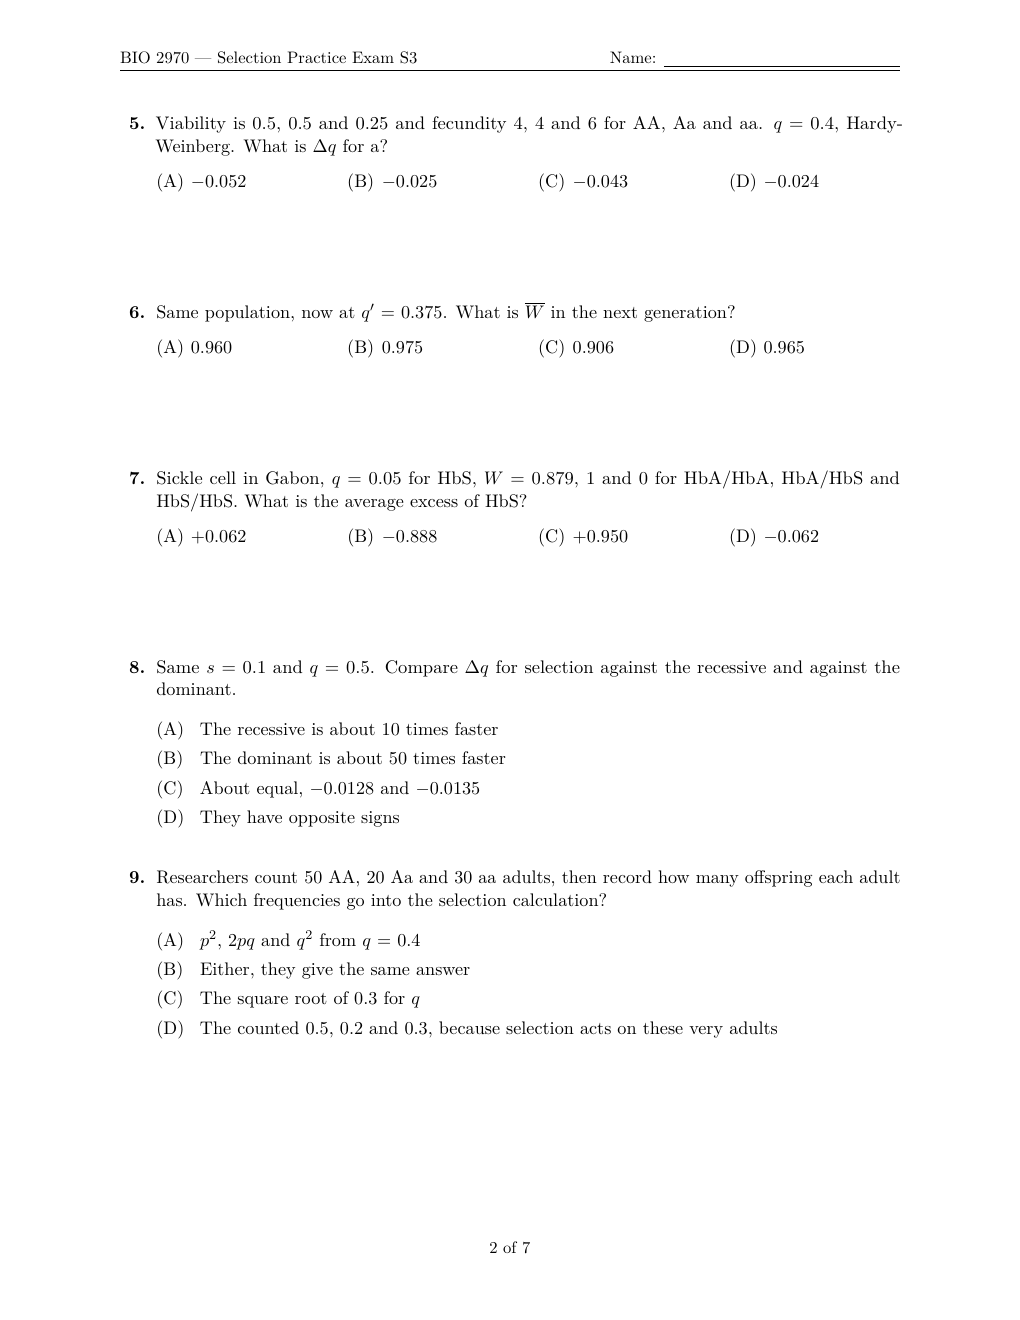 BIO 2970 — Selection Practice Exam S3 Name:
5. Viability is 0.5, 0.5 and 0.25 and fecundity 4, 4 and 6 for AA, Aa and aa. q = 0.4, Hardy-
Weinberg. What is Δq for a?
(A) −0.052 (B) −0.025 (C) −0.043 (D) −0.024
6. Same population, now at q′ = 0.375. What is W̅ in the next generation?
(A) 0.960 (B) 0.975 (C) 0.906 (D) 0.965
7. Sickle cell in Gabon, q = 0.05 for HbS, W = 0.879, 1 and 0 for HbA/HbA, HbA/HbS and
HbS/HbS. What is the average excess of HbS?
(A) +0.062 (B) −0.888 (C) +0.950 (D) −0.062
8. Same s = 0.1 and q = 0.5. Compare Δq for selection against the recessive and against the
dominant.
(A) The recessive is about 10 times faster
(B) The dominant is about 50 times faster
(C) About equal, −0.0128 and −0.0135
(D) They have opposite signs
9. Researchers count 50 AA, 20 Aa and 30 aa adults, then record how many offspring each adult
has. Which frequencies go into the selection calculation?
(A) p², 2pq and q² from q = 0.4
(B) Either, they give the same answer
(C) The square root of 0.3 for q
(D) The counted 0.5, 0.2 and 0.3, because selection acts on these very adults
2 of 7